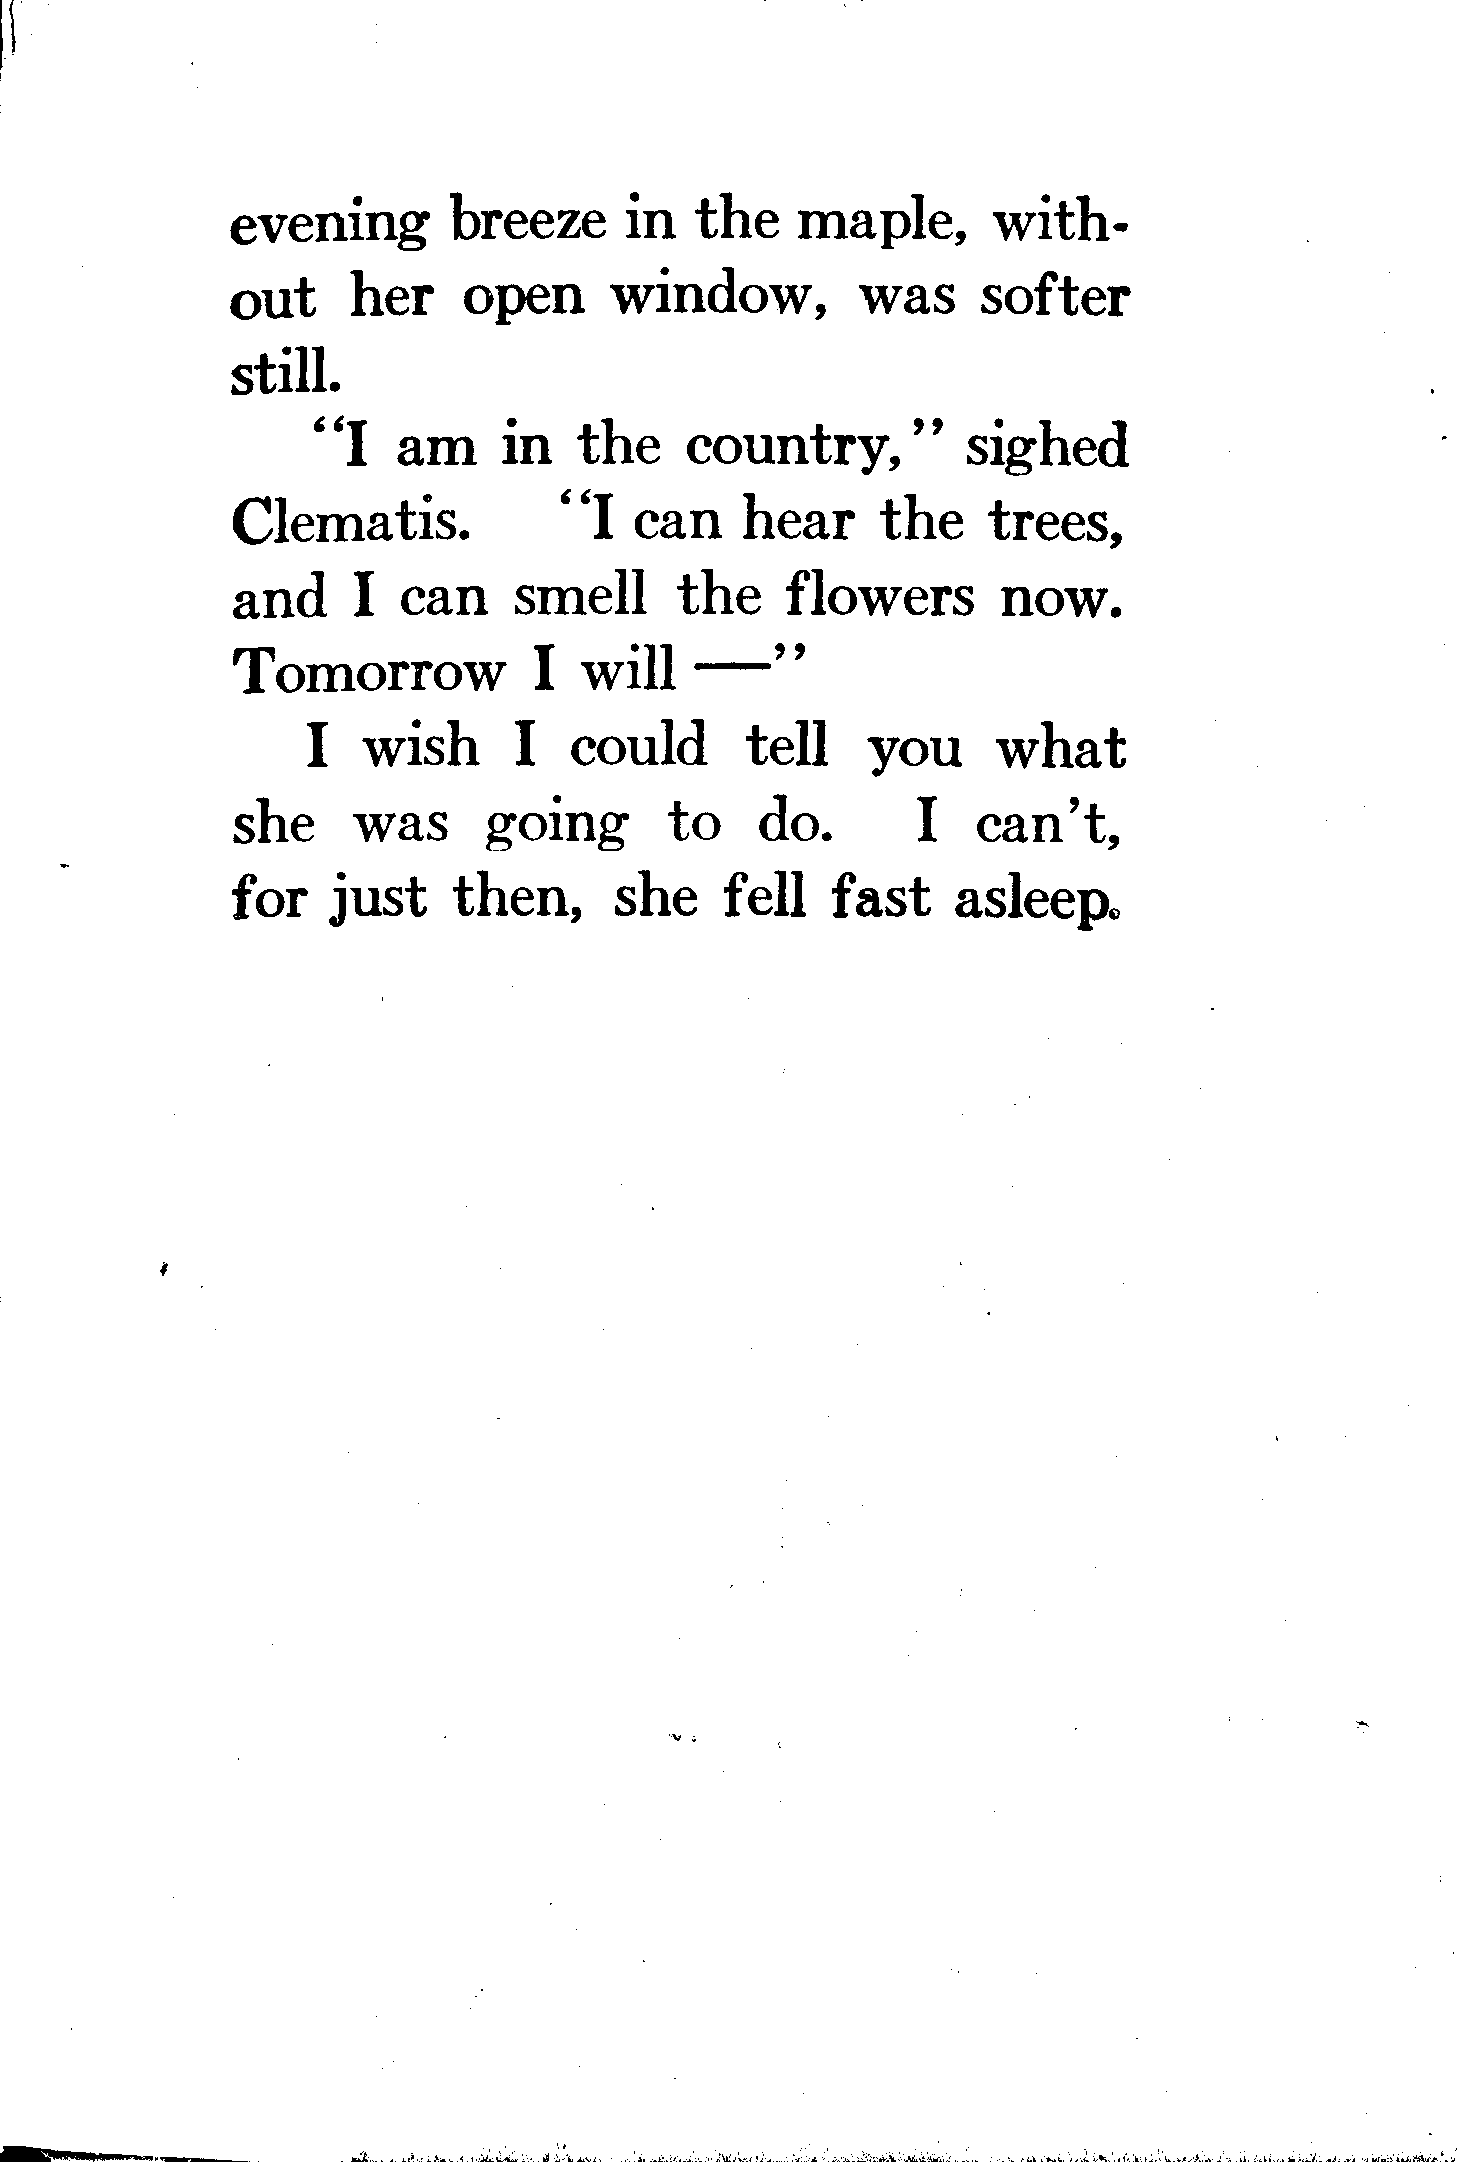 evening breeze in the maple, with-
out her open window, was softer
still.
“I am in the country,” sighed
Clematis. “I can hear the trees,
and I can smell the flowers now.
Tomorrow I will —”
I wish I could tell you what
she was going to do. I can’t,
for just then, she fell fast asleep.